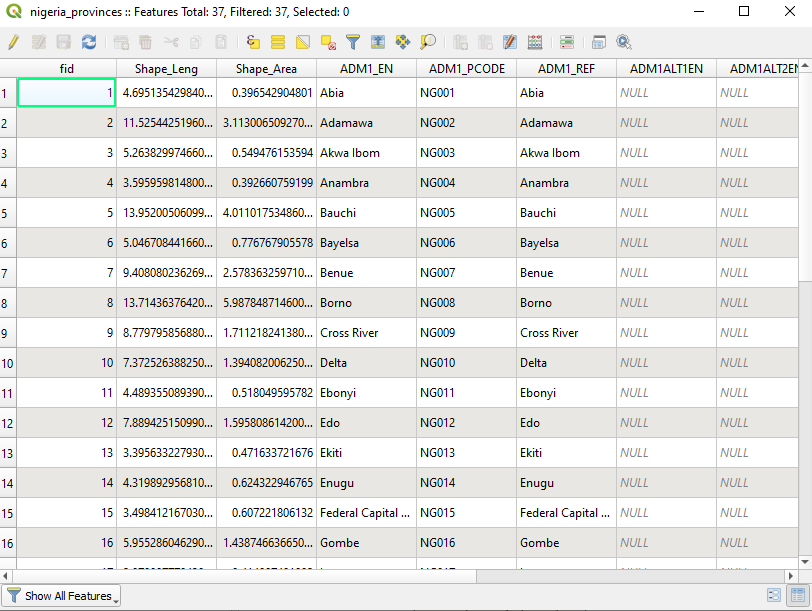 nigeria_provinces :: Features Total: 37, Filtered: 37, Selected: 0
fid Shape_Leng Shape_Area ADM1_EN ADM1_PCODE ADM1_REF ADM1ALT1EN ADM1ALT2EN
1 1 4.695135429840... 0.396542904801 Abia NG001 Abia NULL NULL
2 2 11.52544251960... 3.113006509270... Adamawa NG002 Adamawa NULL NULL
3 3 5.263829974660... 0.549476153594 Akwa Ibom NG003 Akwa Ibom NULL NULL
4 4 3.595959814800... 0.392660759199 Anambra NG004 Anambra NULL NULL
5 5 13.95200506099... 4.011017534860... Bauchi NG005 Bauchi NULL NULL
6 6 5.046708441660... 0.776767905578 Bayelsa NG006 Bayelsa NULL NULL
7 7 9.408080236269... 2.578363259710... Benue NG007 Benue NULL NULL
8 8 13.71436376420... 5.987848714600... Borno NG008 Borno NULL NULL
9 9 8.779795856880... 1.711218241380... Cross River NG009 Cross River NULL NULL
10 10 7.372526388250... 1.394082006250... Delta NG010 Delta NULL NULL
11 11 4.489355089390... 0.518049595782 Ebonyi NG011 Ebonyi NULL NULL
12 12 7.889425150990... 1.595808614200... Edo NG012 Edo NULL NULL
13 13 3.395633227930... 0.471633721676 Ekiti NG013 Ekiti NULL NULL
14 14 4.319892956810... 0.624322946765 Enugu NG014 Enugu NULL NULL
15 15 3.498412167030... 0.607221806132 Federal Capital ... NG015 Federal Capital ... NULL NULL
16 16 5.955286046290... 1.438746636650... Gombe NG016 Gombe NULL NULL
Show All Features